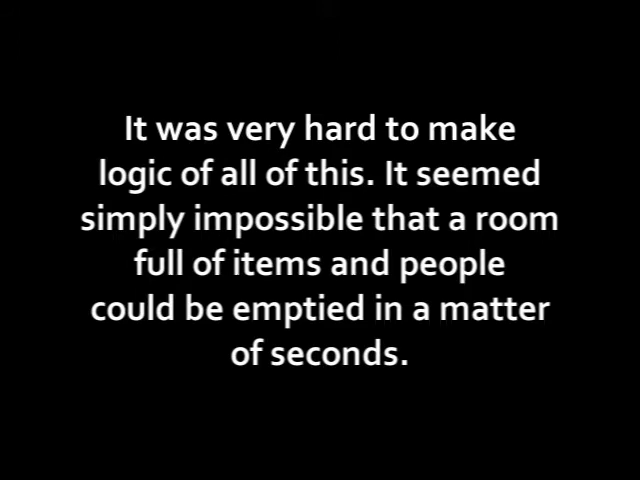 It was very hard to make
logic of all of this. It seemed
simply impossible that a room
full of items and people
could be emptied in a matter
of seconds.